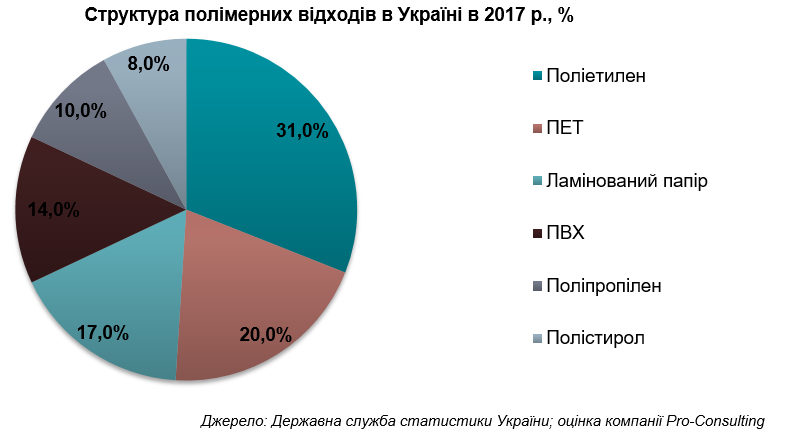 Структура полімерних відходів в Україні в 2017 р., %
8,0%
31,0%
10,0%
14,0%
17,0%
20,0%
Поліетилен
ПЕТ
Ламінований папір
ПВХ
Поліпропілен
Полістирол
Джерело: Державна служба статистики України; оцінка компанії Pro-Consulting